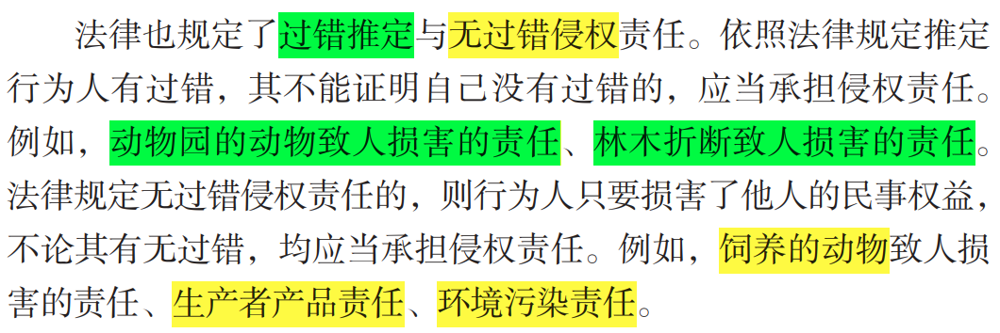 法律也规定了过错推定与无过错侵权责任。依照法律规定推定
行为人有过错，其不能证明自己没有过错的，应当承担侵权责任。
例如，动物园的动物致人损害的责任、林木折断致人损害的责任。
法律规定无过错侵权责任的，则行为人只要损害了他人的民事权益，
不论其有无过错，均应当承担侵权责任。例如，饲养的动物致人损
害的责任、生产者产品责任、环境污染责任。